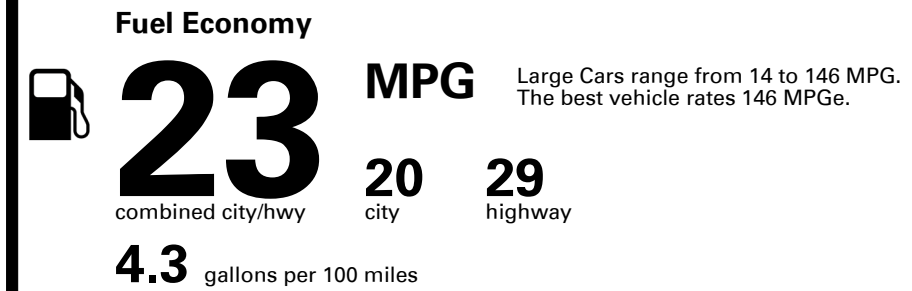 Fuel Economy
23 MPG
Large Cars range from 14 to 146 MPG.
The best vehicle rates 146 MPGe.
combined city/hwy
20
city
29
highway
4.3 gallons per 100 miles